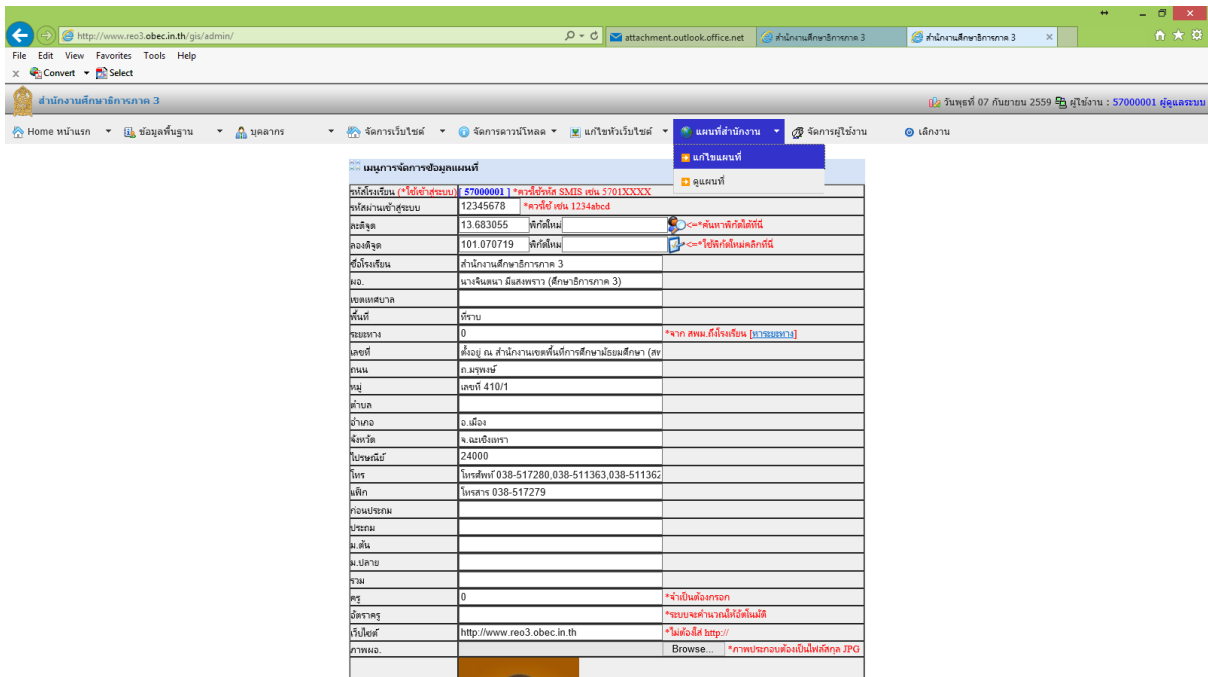 http://www.reo3.obec.in.th/gis/admin/ attachment.outlook.office.net สำนักงานศึกษาธิการภาค 3 สำนักงานศึกษาธิการภาค 3
File Edit View Favorites Tools Help
x Convert Select
สำนักงานศึกษาธิการภาค 3 วันพุธที่ 07 กันยายน 2559 ผู้ใช้งาน : 57000001 ผู้ดูแลระบบ
Home หน้าแรก ข้อมูลพื้นฐาน บุคลากร จัดการเว็บไซต์ จัดการดาวน์โหลด แก้ไขหัวเว็บไซต์ แผนที่สำนักงาน จัดการผู้ใช้งาน เลิกงาน
แก้ไขแผนที่
ดูแผนที่
เมนูการจัดการข้อมูลแผนที่
รหัสโรงเรียน (*ใช้เข้าสู่ระบบ) [ 57000001 ] *ควรใช้รหัส SMIS เช่น 5701XXXX
รหัสผ่านเข้าสู่ระบบ 12345678 *ควรใช้ เช่น 1234abcd
ละติจูด 13.683055 พิกัดใหม่ <=*ค้นหาพิกัดได้ที่นี่
ลองติจูด 101.070719 พิกัดใหม่ <=*ใช้พิกัดใหม่คลิกที่นี่
ชื่อโรงเรียน สำนักงานศึกษาธิการภาค 3
ผอ. นางจินตนา มีแสงพราว (ศึกษาธิการภาค 3)
เขตเทศบาล
พื้นที่ ที่ราบ
ระยะทาง 0 *จาก สพม.ถึงโรงเรียน [หาระยะทาง]
เลขที่ ตั้งอยู่ ณ สำนักงานเขตพื้นที่การศึกษามัธยมศึกษา (สพ
ถนน ถ.มรุพงษ์
หมู่ เลขที่ 410/1
ตำบล
อำเภอ อ.เมือง
จังหวัด จ.ฉะเชิงเทรา
ไปรษณีย์ 24000
โทร โทรศัพท์ 038-517280,038-511363,038-511362
แฟ็ก โทรสาร 038-517279
ก่อนประถม
ประถม
ม.ต้น
ม.ปลาย
รวม
ครู 0 *จำเป็นต้องกรอก
อัตราครู *ระบบจะคำนวณให้อัตโนมัติ
เว็บไซต์ http://www.reo3.obec.in.th *ไม่ต้องใส่ http://
ภาพผอ. Browse... *ภาพประกอบต้องเป็นไฟล์สกุล JPG